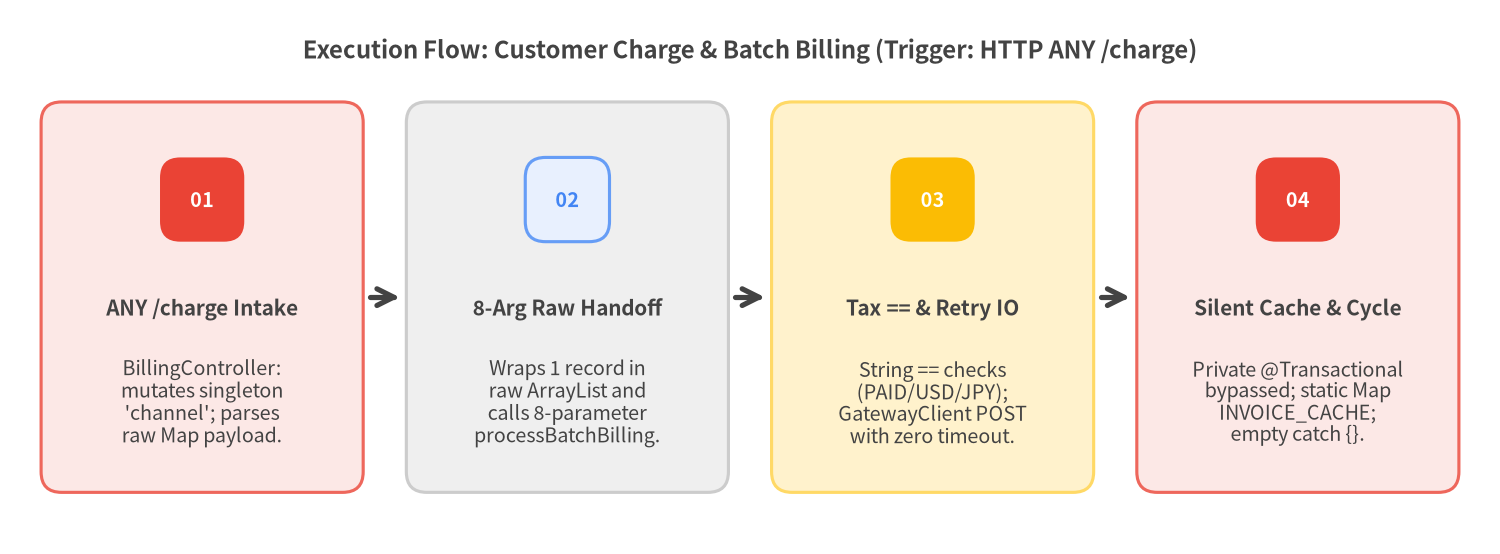 Execution Flow: Customer Charge & Batch Billing (Trigger: HTTP ANY /charge)
01
ANY /charge Intake
BillingController:
mutates singleton
'channel'; parses
raw Map payload.
02
8-Arg Raw Handoff
Wraps 1 record in
raw ArrayList and
calls 8-parameter
processBatchBilling.
03
Tax == & Retry IO
String == checks
(PAID/USD/JPY);
GatewayClient POST
with zero timeout.
04
Silent Cache & Cycle
Private @Transactional
bypassed; static Map
INVOICE_CACHE;
empty catch {}.